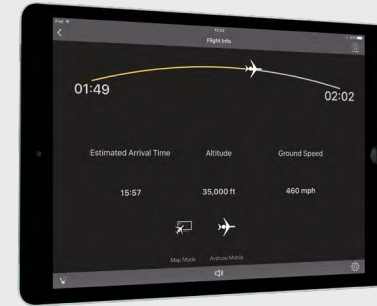 iPad
Flight Info
01:49
02:02
Estimated Arrival Time Altitude Ground Speed
15:57 35,000 ft 460 mph
Map Mode Airshow Mobile